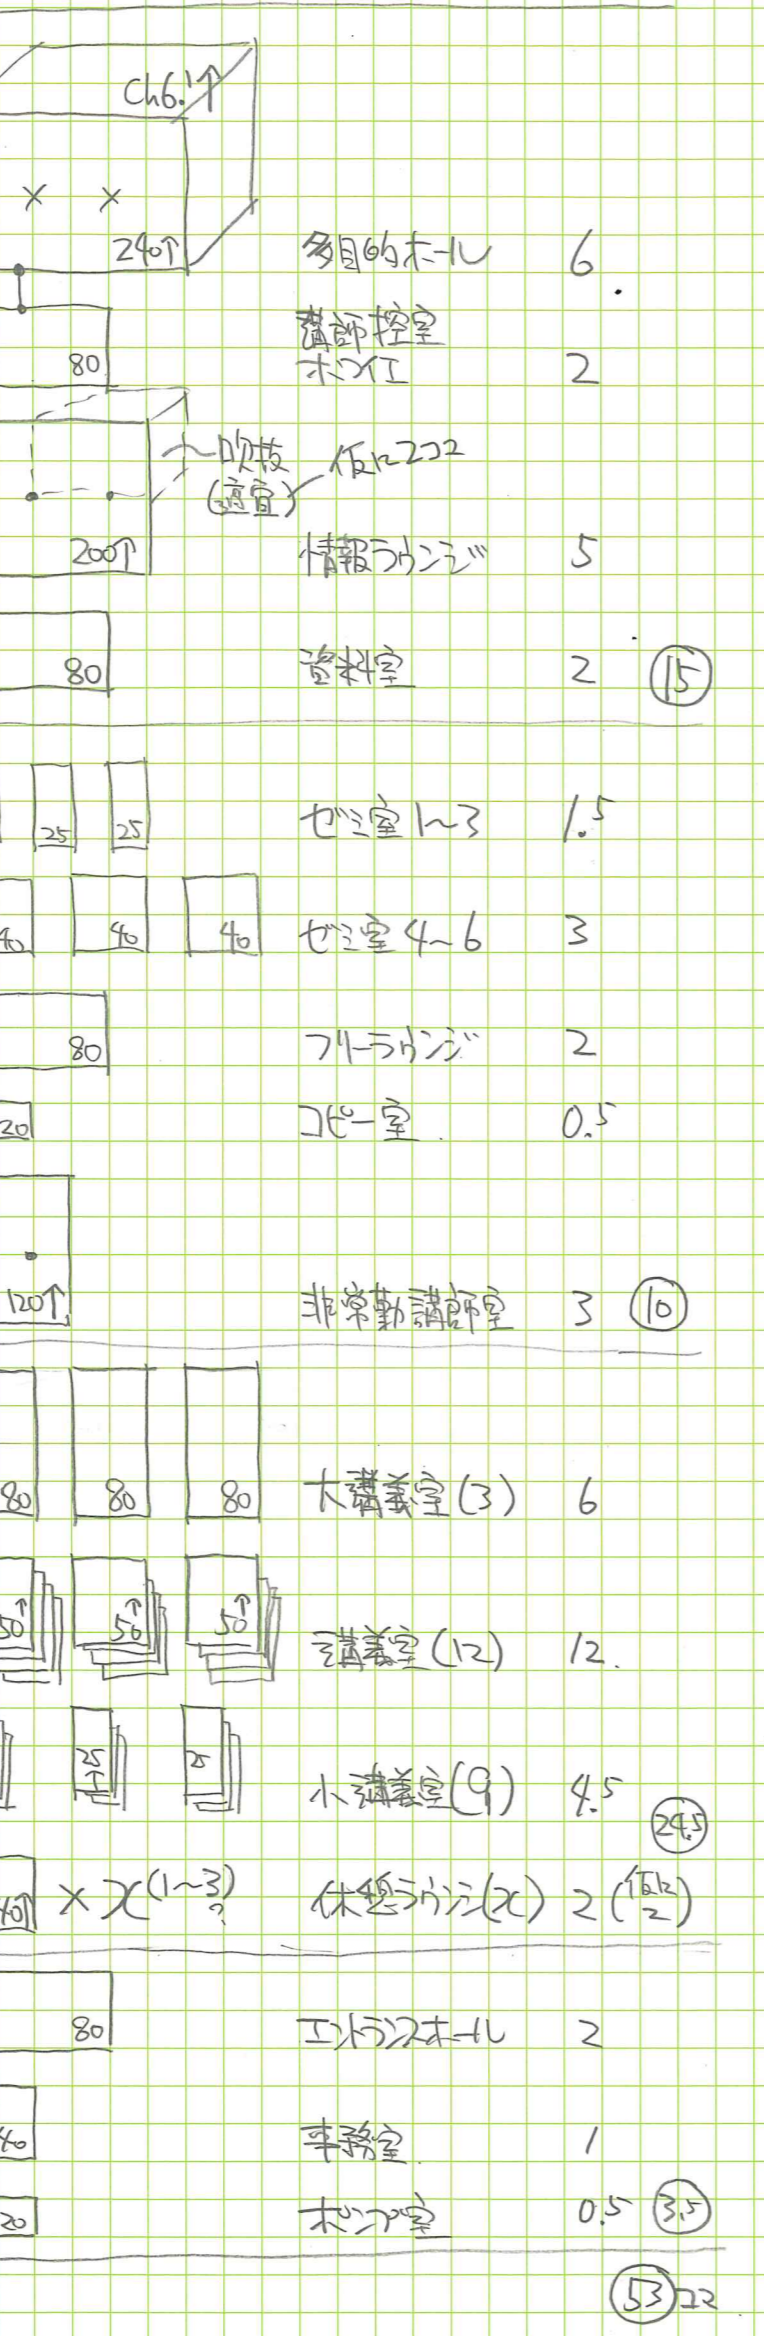 Ch6.↑
× ×
240↑ 多目的ホール 6
講師控室
80 ホワイエ 2
吹抜 仮に2コマ
(適宜)
200↑ 情報ラウンジ 5
80 資料室 2 15
25 25 ゼミ室1~3 1.5
40 40 40 ゼミ室4~6 3
80 フリーラウンジ 2
20 コピー室 0.5
120↑ 非常勤講師室 3 10
80 80 80 大講義室(3) 6
50↑ 50↑ 50↑ 講義室(12) 12.
25↑ 25 小講義室(9) 4.5
24.5
40↑ × x(1~3)? 休憩ラウンジ(x) 2(仮に2)
80 エントランスホール 2
40 事務室 1
20 ポンプ室 0.5 3.5
53コマ